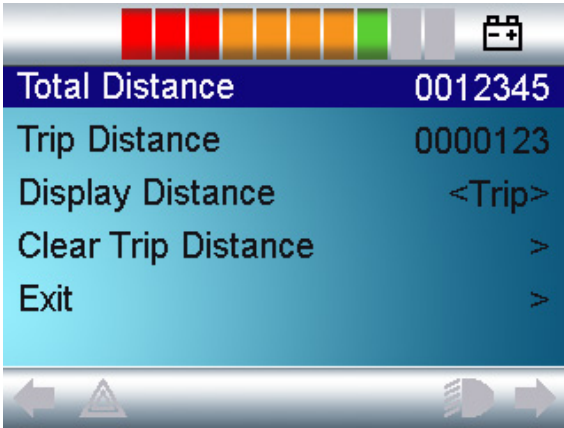 Total Distance 0012345
Trip Distance 0000123
Display Distance <Trip>
Clear Trip Distance >
Exit >